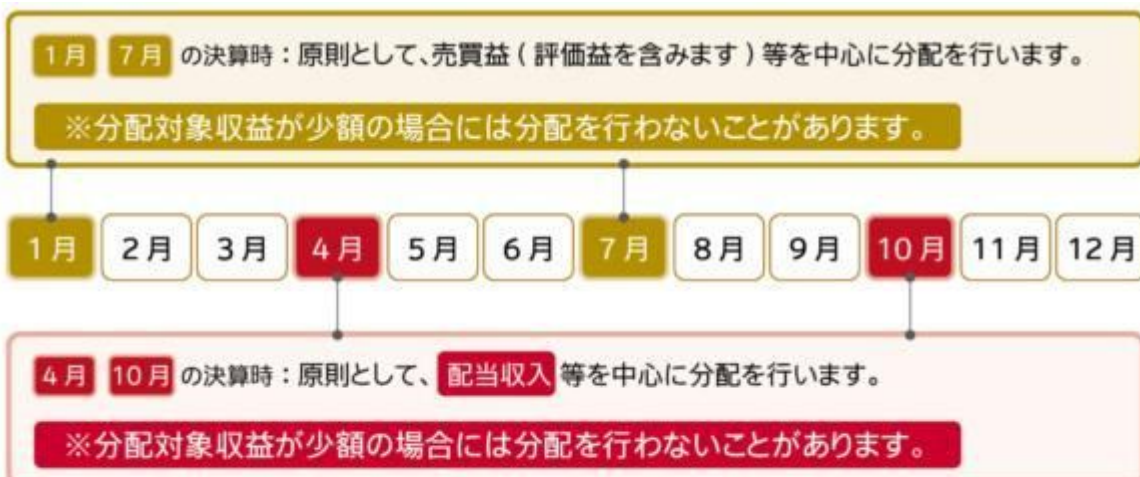 1月 7月 の決算時：原則として、売買益（評価益を含みます）等を中心に分配を行います。
※分配対象収益が少額の場合には分配を行わないことがあります。
1月 2月 3月 4月 5月 6月 7月 8月 9月 10月 11月 12月
4月 10月 の決算時：原則として、配当収入等を中心に分配を行います。
※分配対象収益が少額の場合には分配を行わないことがあります。